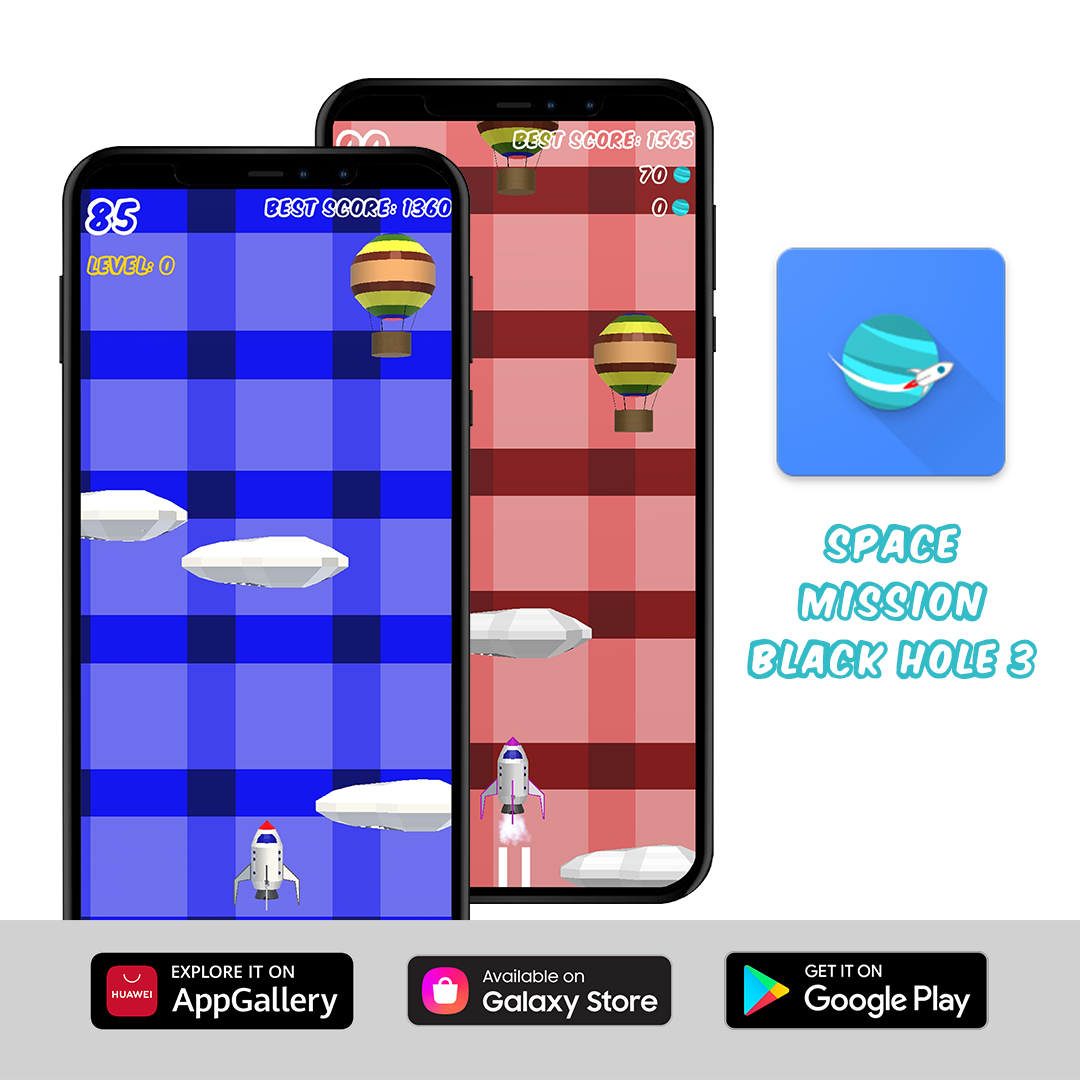 85
BEST SCORE: 1360
LEVEL: 0
BEST SCORE: 1565
70
0
SPACE
MISSION
BLACK HOLE 3
HUAWEI
EXPLORE IT ON
AppGallery
Available on
Galaxy Store
GET IT ON
Google Play